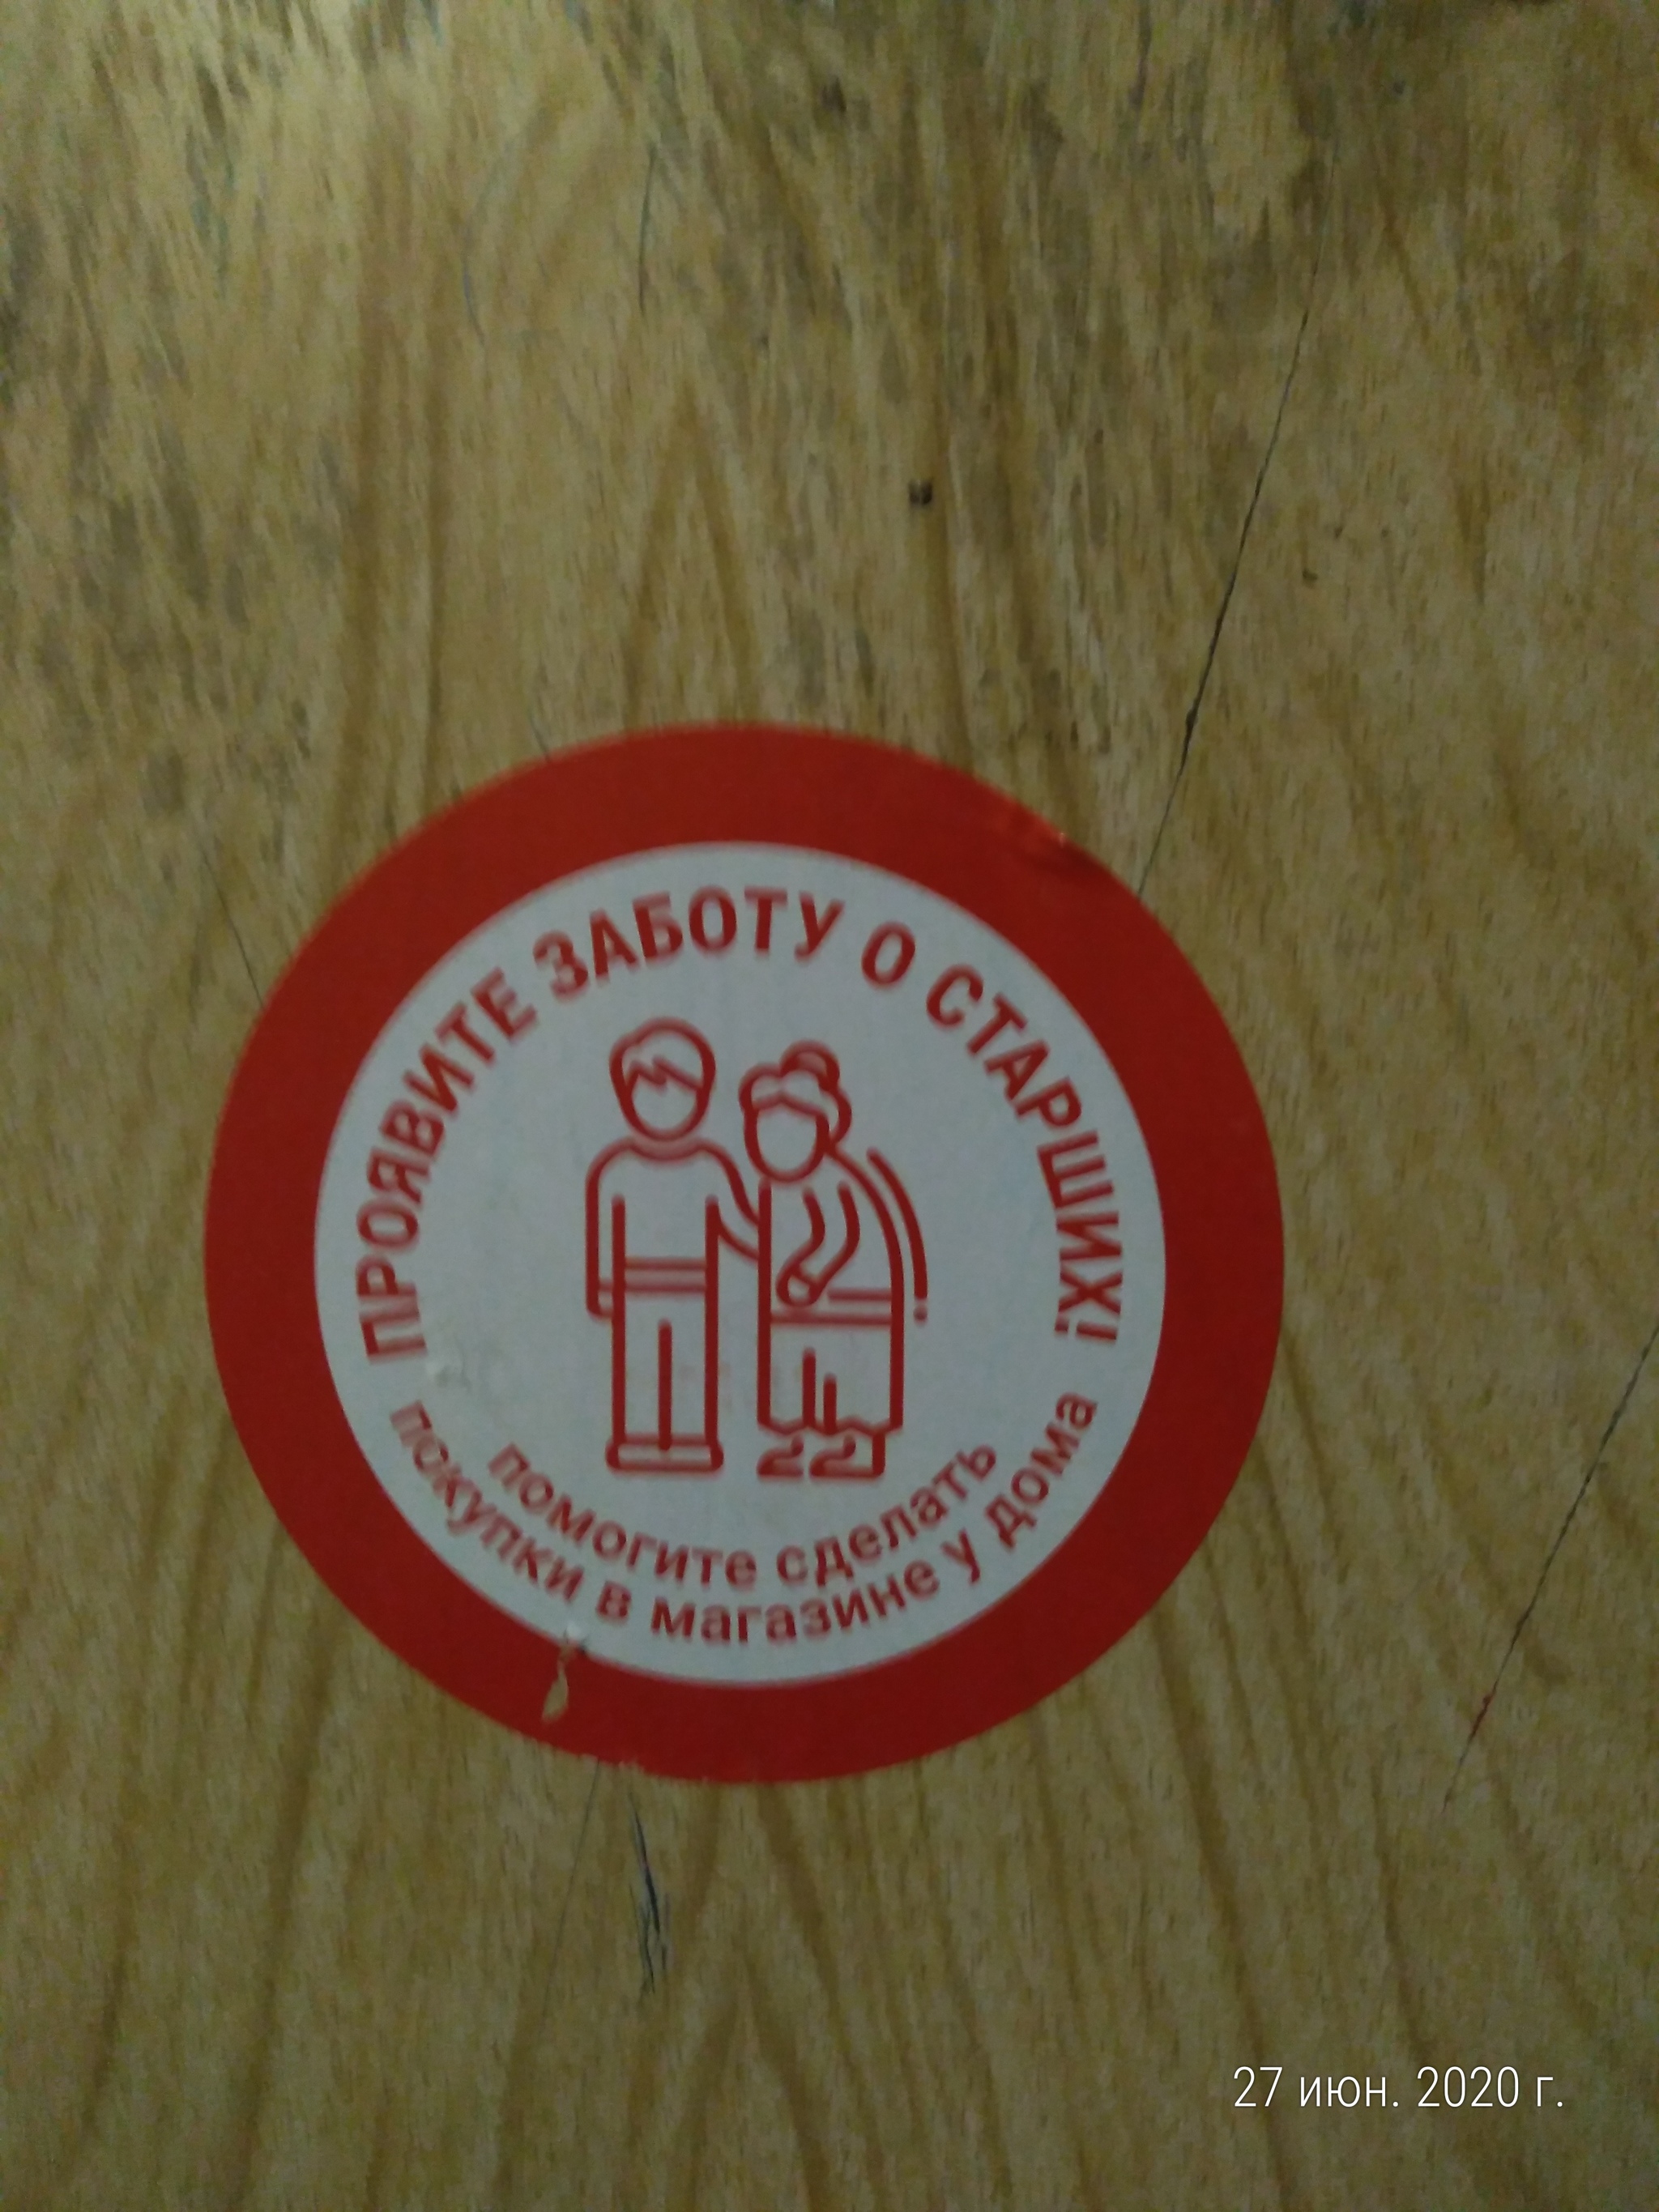 ПРОЯВИТЕ ЗАБОТУ О СТАРШИХ!
помогите сделать
покупки в магазине у дома
27 июн. 2020 г.